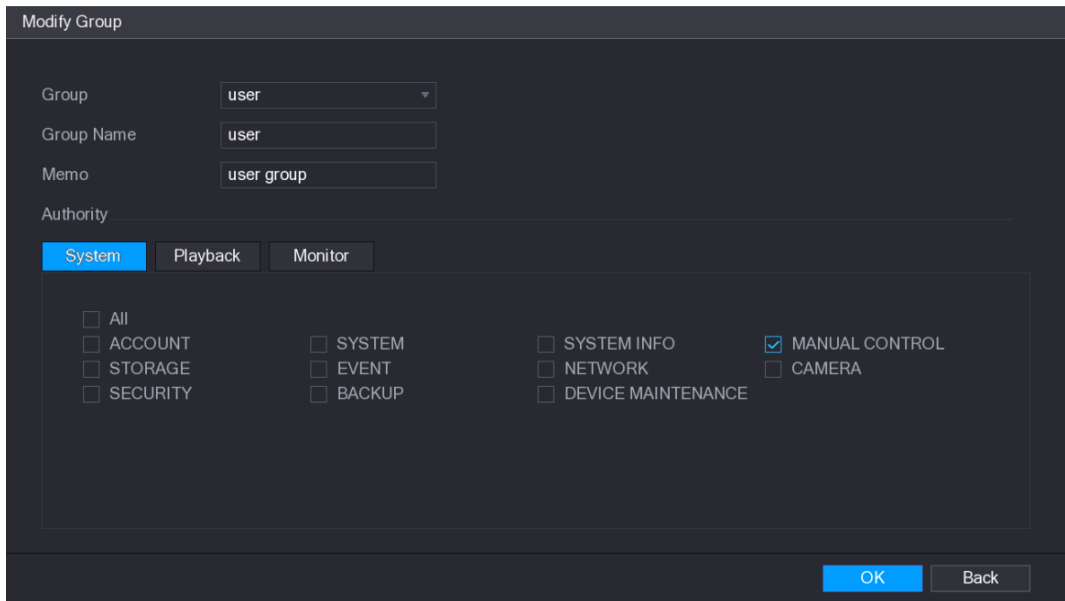 Modify Group
Group user
Group Name user
Memo user group
Authority
System Playback Monitor
All
ACCOUNT SYSTEM SYSTEM INFO MANUAL CONTROL
STORAGE EVENT NETWORK CAMERA
SECURITY BACKUP DEVICE MAINTENANCE
OK Back